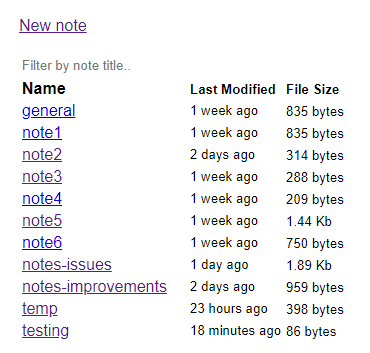 New note
Filter by note title..
Name Last Modified File Size
general 1 week ago 835 bytes
note1 1 week ago 835 bytes
note2 2 days ago 314 bytes
note3 1 week ago 288 bytes
note4 1 week ago 209 bytes
note5 1 week ago 1.44 Kb
note6 1 week ago 750 bytes
notes-issues 1 day ago 1.89 Kb
notes-improvements 2 days ago 959 bytes
temp 23 hours ago 398 bytes
testing 18 minutes ago 86 bytes